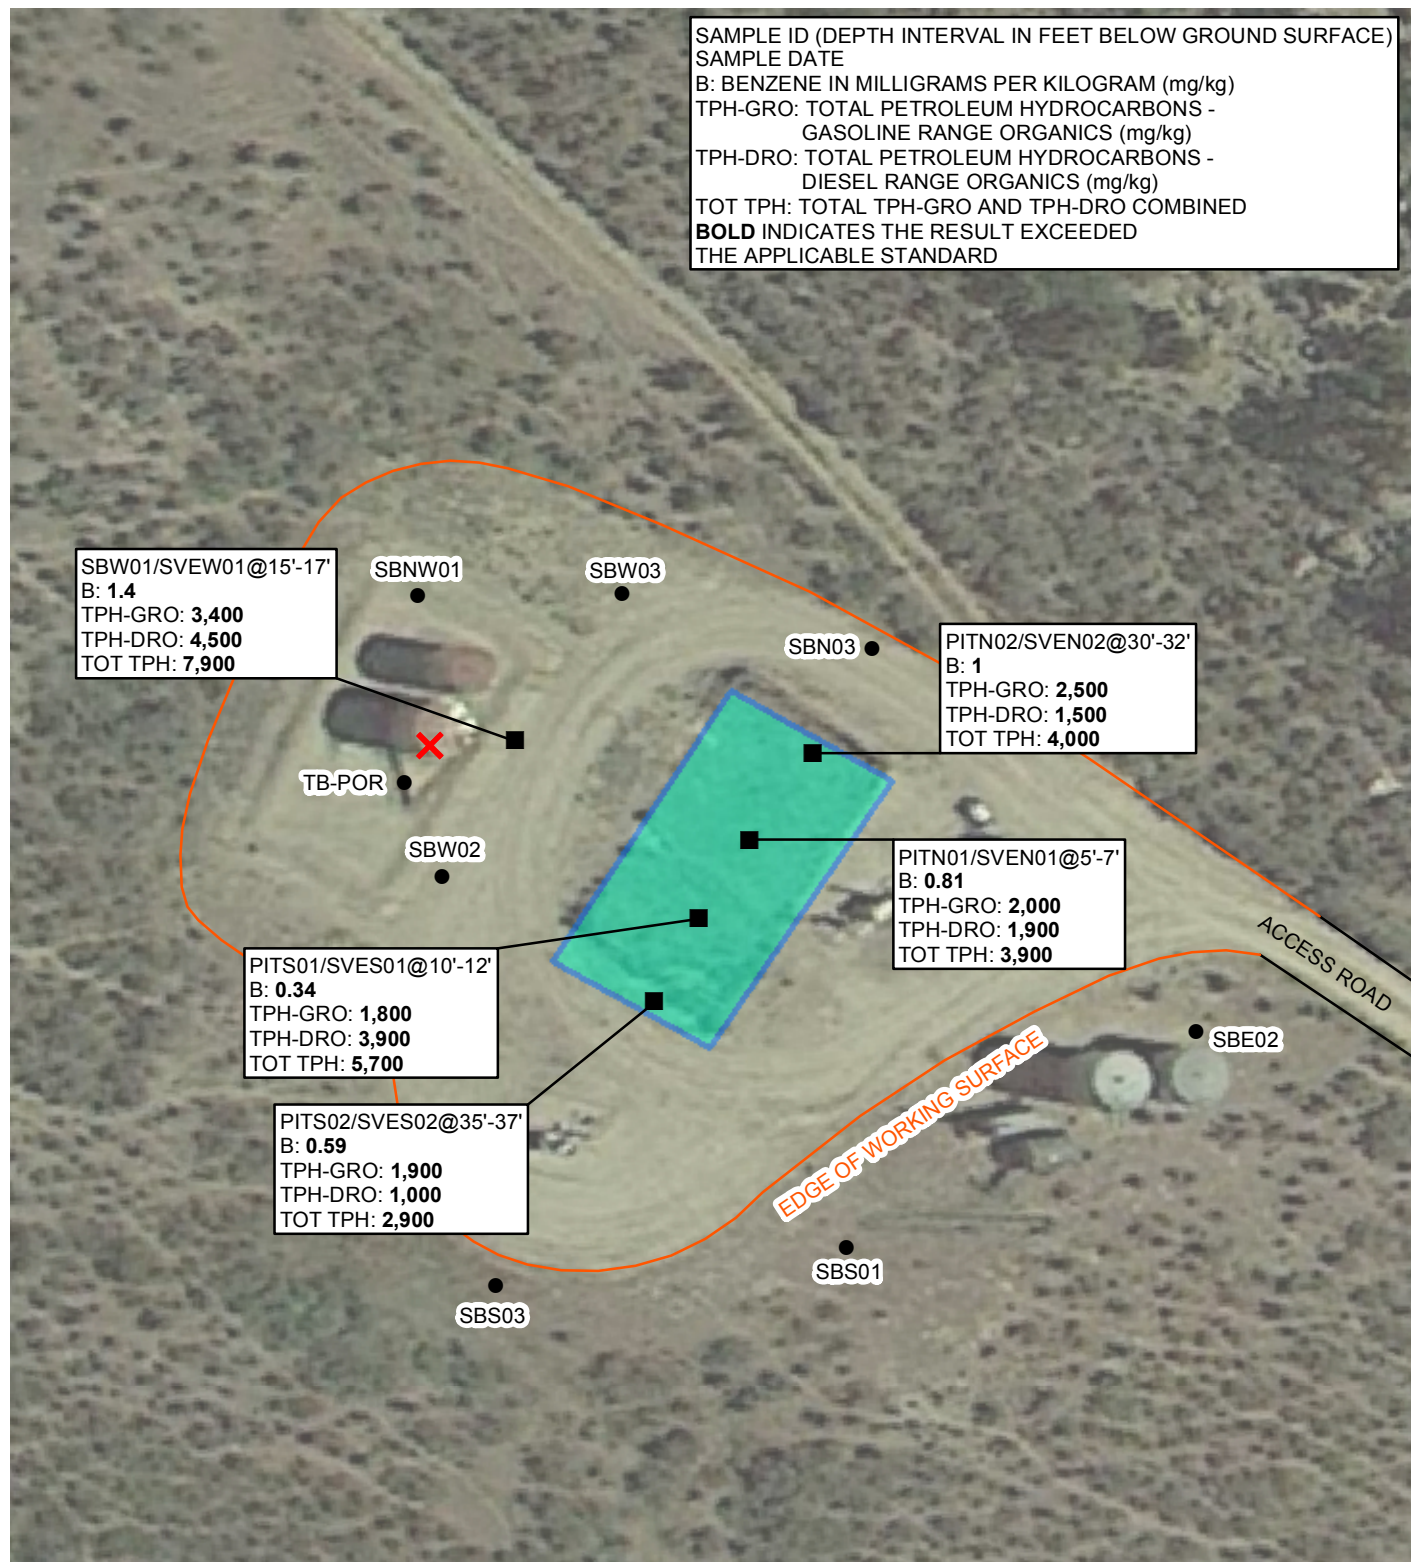 SAMPLE ID (DEPTH INTERVAL IN FEET BELOW GROUND SURFACE)
SAMPLE DATE
B: BENZENE IN MILLIGRAMS PER KILOGRAM (mg/kg)
TPH-GRO: TOTAL PETROLEUM HYDROCARBONS -
GASOLINE RANGE ORGANICS (mg/kg)
TPH-DRO: TOTAL PETROLEUM HYDROCARBONS -
DIESEL RANGE ORGANICS (mg/kg)
TOT TPH: TOTAL TPH-GRO AND TPH-DRO COMBINED
BOLD INDICATES THE RESULT EXCEEDED
THE APPLICABLE STANDARD
SBW01/SVEW01@15'-17'
B: 1.4
TPH-GRO: 3,400
TPH-DRO: 4,500
TOT TPH: 7,900
SBNW01
SBW03
SBN03
PITN02/SVEN02@30'-32'
B: 1
TPH-GRO: 2,500
TPH-DRO: 1,500
TOT TPH: 4,000
TB-POR
SBW02
PITN01/SVEN01@5'-7'
B: 0.81
TPH-GRO: 2,000
TPH-DRO: 1,900
TOT TPH: 3,900
ACCESS ROAD
PITS01/SVES01@10'-12'
B: 0.34
TPH-GRO: 1,800
TPH-DRO: 3,900
TOT TPH: 5,700
SBE02
EDGE OF WORKING SURFACE
PITS02/SVES02@35'-37'
B: 0.59
TPH-GRO: 1,900
TPH-DRO: 1,000
TOT TPH: 2,900
SBS01
SBS03